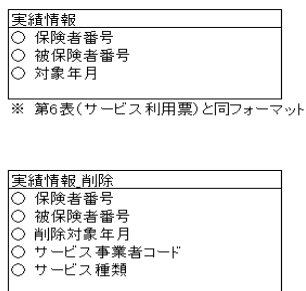 実績情報
○ 保険者番号
○ 被保険者番号
○ 対象年月
※ 第6表(サービス利用票)と同フォーマット
実績情報_削除
○ 保険者番号
○ 被保険者番号
○ 削除対象年月
○ サービス事業者コード
○ サービス種類